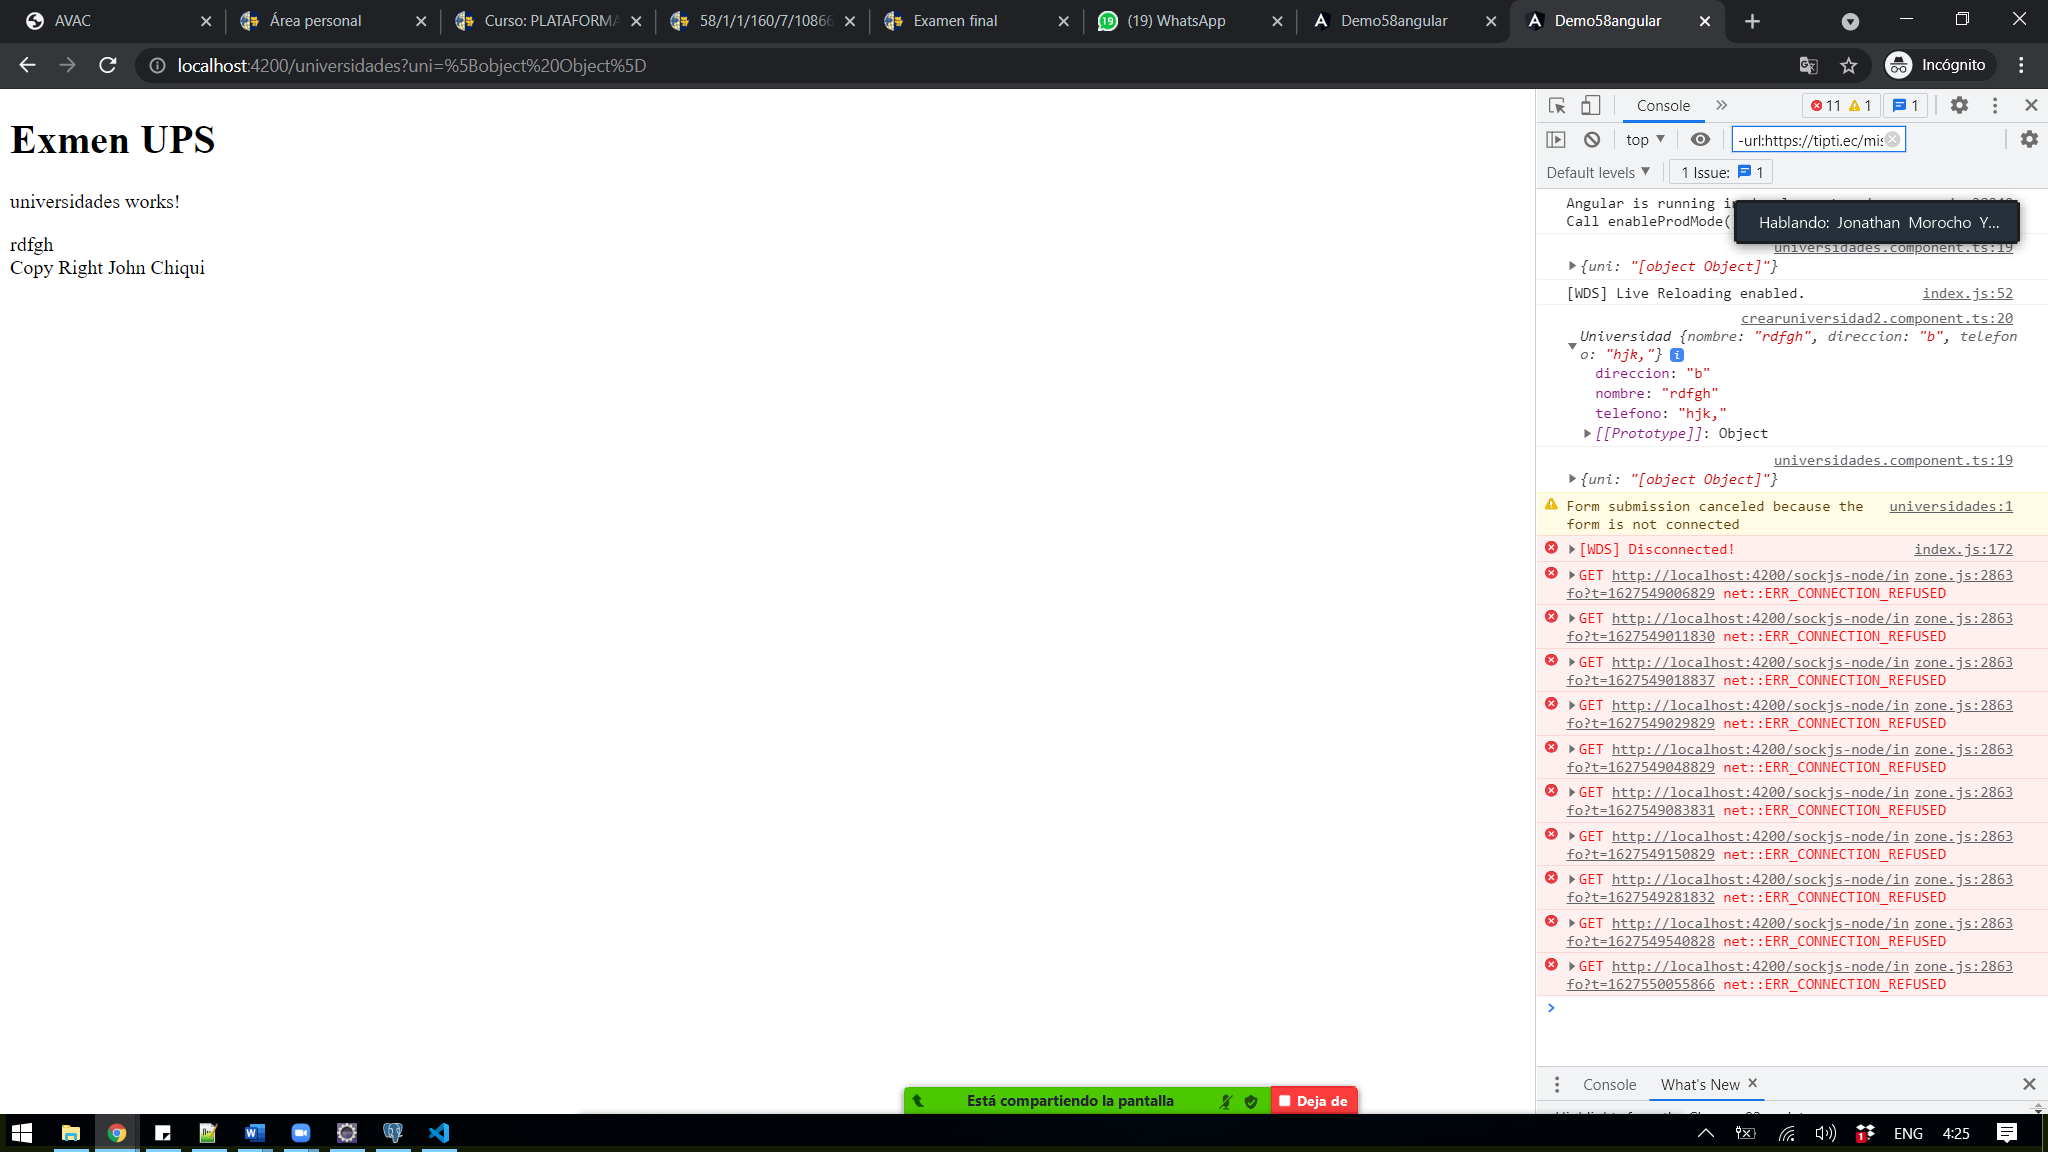 AVAC
Área personal
Curso: PLATAFORMA
58/1/1/160/7/10866
Examen final
(19) WhatsApp
Demo58angular
Demo58angular
localhost:4200/universidades?uni=%5Bobject%20Object%5D
Incógnito
Exmen UPS
universidades works!
rdfgh
Copy Right John Chiqui
Console
11 1 1
top
-url:https://tipti.ec/mis
Default levels
1 Issue: 1
Angular is running in
Call enableProdMode(
Hablando: Jonathan Morocho Y...
universidades.component.ts:19
{uni: "[object Object]"}
[WDS] Live Reloading enabled. index.js:52
crearuniversidad2.component.ts:20
Universidad {nombre: "rdfgh", direccion: "b", telefon
o: "hjk,"}
direccion: "b"
nombre: "rdfgh"
telefono: "hjk,"
[[Prototype]]: Object
universidades.component.ts:19
{uni: "[object Object]"}
Form submission canceled because the universidades:1
form is not connected
[WDS] Disconnected! index.js:172
GET http://localhost:4200/sockjs-node/in zone.js:2863
fo?t=1627549006829 net::ERR_CONNECTION_REFUSED
GET http://localhost:4200/sockjs-node/in zone.js:2863
fo?t=1627549011830 net::ERR_CONNECTION_REFUSED
GET http://localhost:4200/sockjs-node/in zone.js:2863
fo?t=1627549018837 net::ERR_CONNECTION_REFUSED
GET http://localhost:4200/sockjs-node/in zone.js:2863
fo?t=1627549029829 net::ERR_CONNECTION_REFUSED
GET http://localhost:4200/sockjs-node/in zone.js:2863
fo?t=1627549048829 net::ERR_CONNECTION_REFUSED
GET http://localhost:4200/sockjs-node/in zone.js:2863
fo?t=1627549083831 net::ERR_CONNECTION_REFUSED
GET http://localhost:4200/sockjs-node/in zone.js:2863
fo?t=1627549150829 net::ERR_CONNECTION_REFUSED
GET http://localhost:4200/sockjs-node/in zone.js:2863
fo?t=1627549281832 net::ERR_CONNECTION_REFUSED
GET http://localhost:4200/sockjs-node/in zone.js:2863
fo?t=1627549540828 net::ERR_CONNECTION_REFUSED
GET http://localhost:4200/sockjs-node/in zone.js:2863
fo?t=1627550055866 net::ERR_CONNECTION_REFUSED
Console
What's New
Está compartiendo la pantalla
Deja de
ENG
4:25